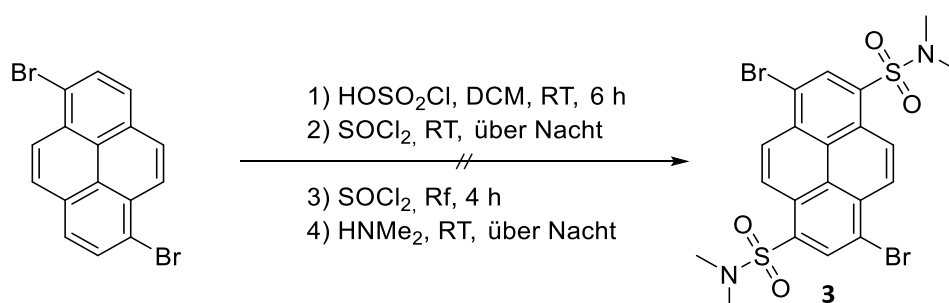 Br
Br
1) HOSO₂Cl, DCM, RT, 6 h
2) SOCl₂, RT, über Nacht
3) SOCl₂, Rf, 4 h
4) HNMe₂, RT, über Nacht
N
O
S
O
Br
Br
O
S
N
O
3